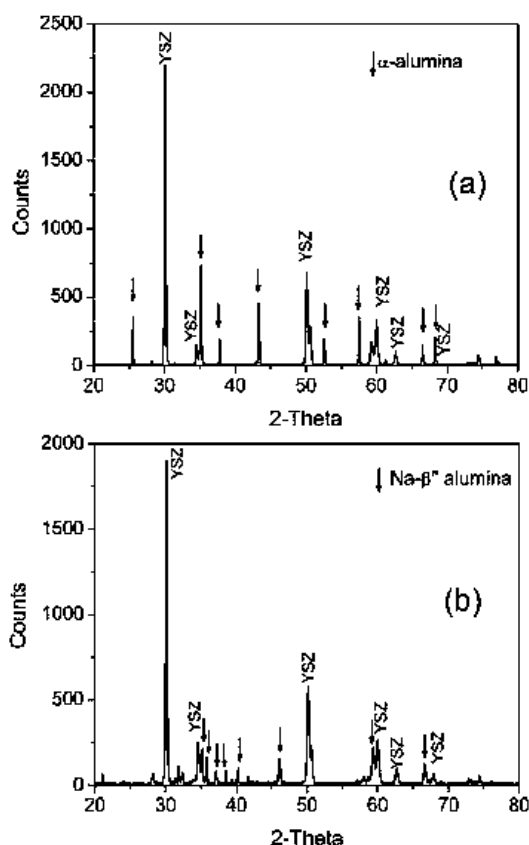 2500
2000
1500
1000
500
0
Counts
YSZ
α-alumina
(a)
YSZ
YSZ
YSZ
YSZ
YSZ
20 30 40 50 60 70 80
2-Theta
2000
1500
1000
500
0
Counts
YSZ
Na-β" alumina
(b)
YSZ
YSZ
YSZ
YSZ
YSZ
20 30 40 50 60 70 80
2-Theta